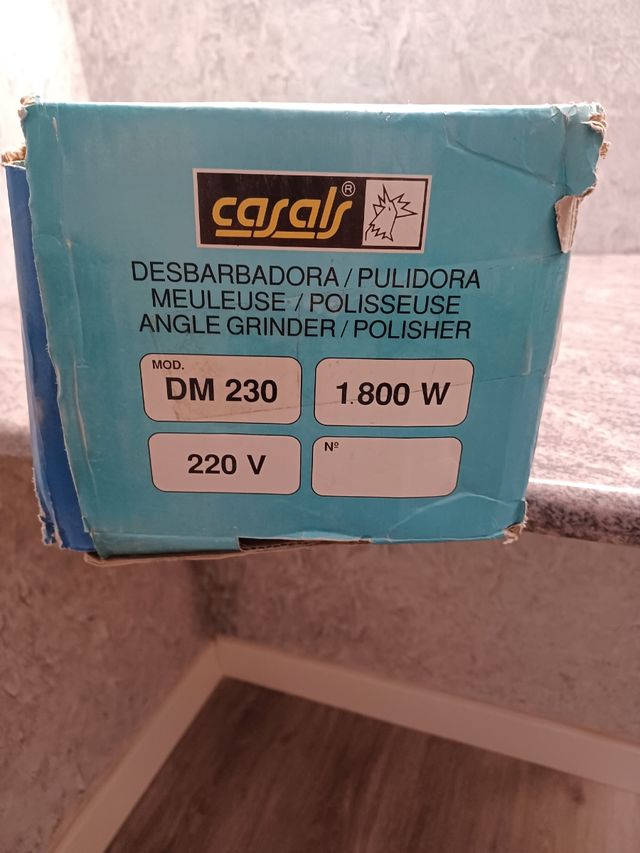 casals ®
DESBARBADORA / PULIDORA
MEULEUSE / POLISSEUSE
ANGLE GRINDER / POLISHER
MOD.
DM 230
1.800 W
220 V
Nº